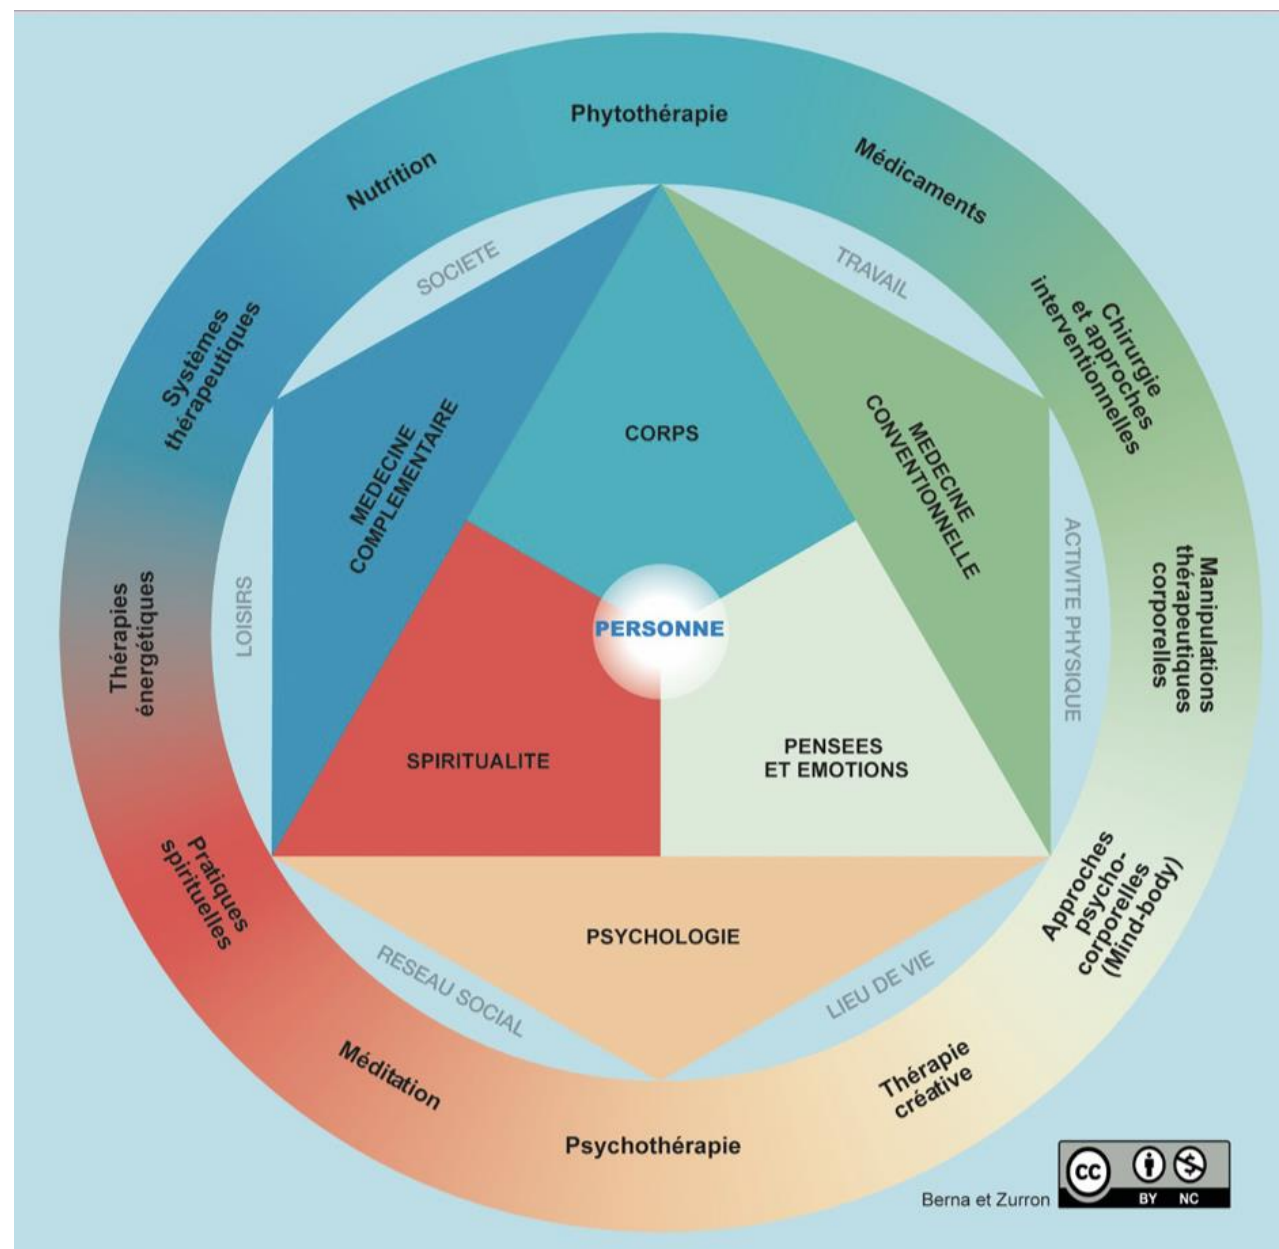 Phytothérapie
Médicaments
Chirurgie
et approches
interventionnelles
Manipulations
thérapeutiques
corporelles
Approches
psycho-
corporelles
(Mind-body)
Thérapie
créative
Psychothérapie
Méditation
Pratiques
spirituelles
Thérapies
énergétiques
Systèmes
thérapeutiques
Nutrition
SOCIETE
TRAVAIL
ACTIVITE PHYSIQUE
LIEU DE VIE
RESEAU SOCIAL
LOISIRS
MEDECINE
COMPLEMENTAIRE
CORPS
MEDECINE
CONVENTIONNELLE
PERSONNE
SPIRITUALITE
PENSEES
ET EMOTIONS
PSYCHOLOGIE
Berna et Zurron
cc
BY NC